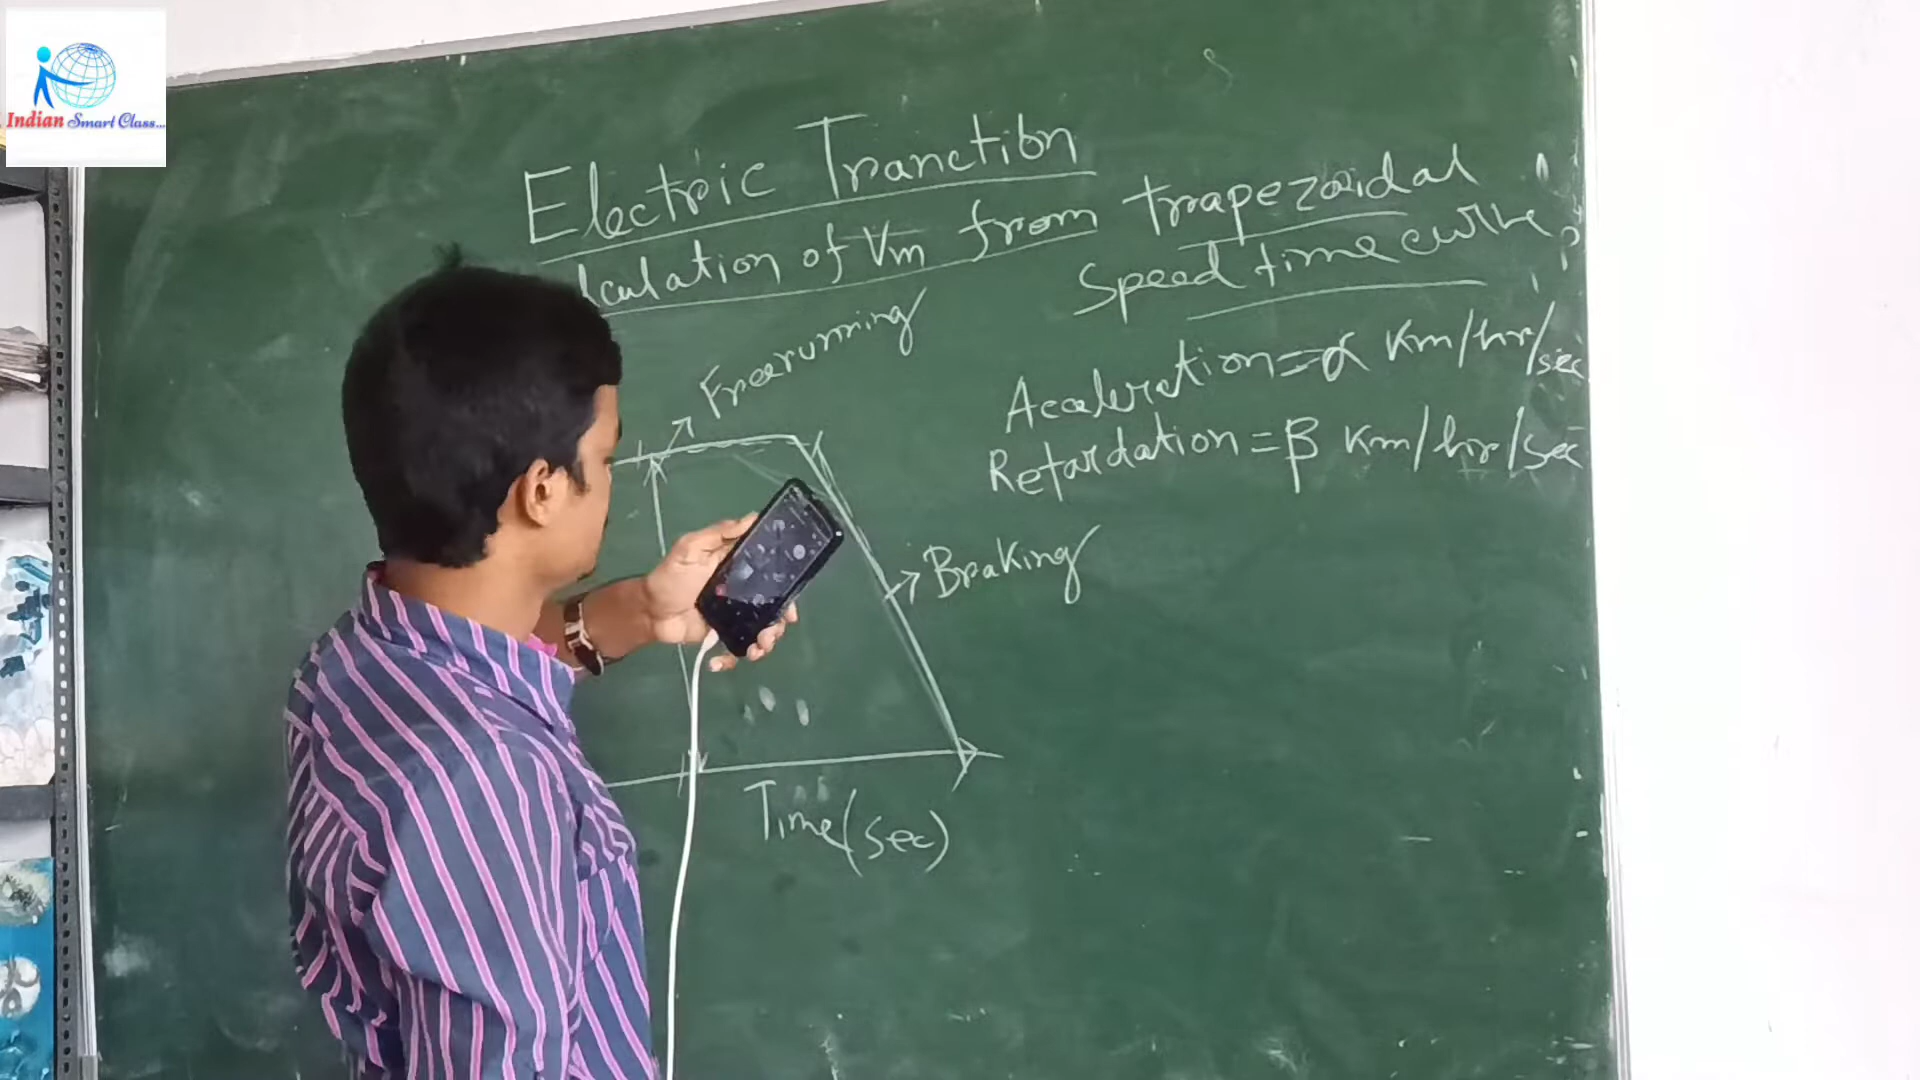 Indian Smart Class...
Electric Tranction
lculation of Vm from trapezoidal
Speed time curve
Freerunning
Acceleration = α Km/hr/sec
Retardation = β Km/hr/sec
Braking
Time (sec)